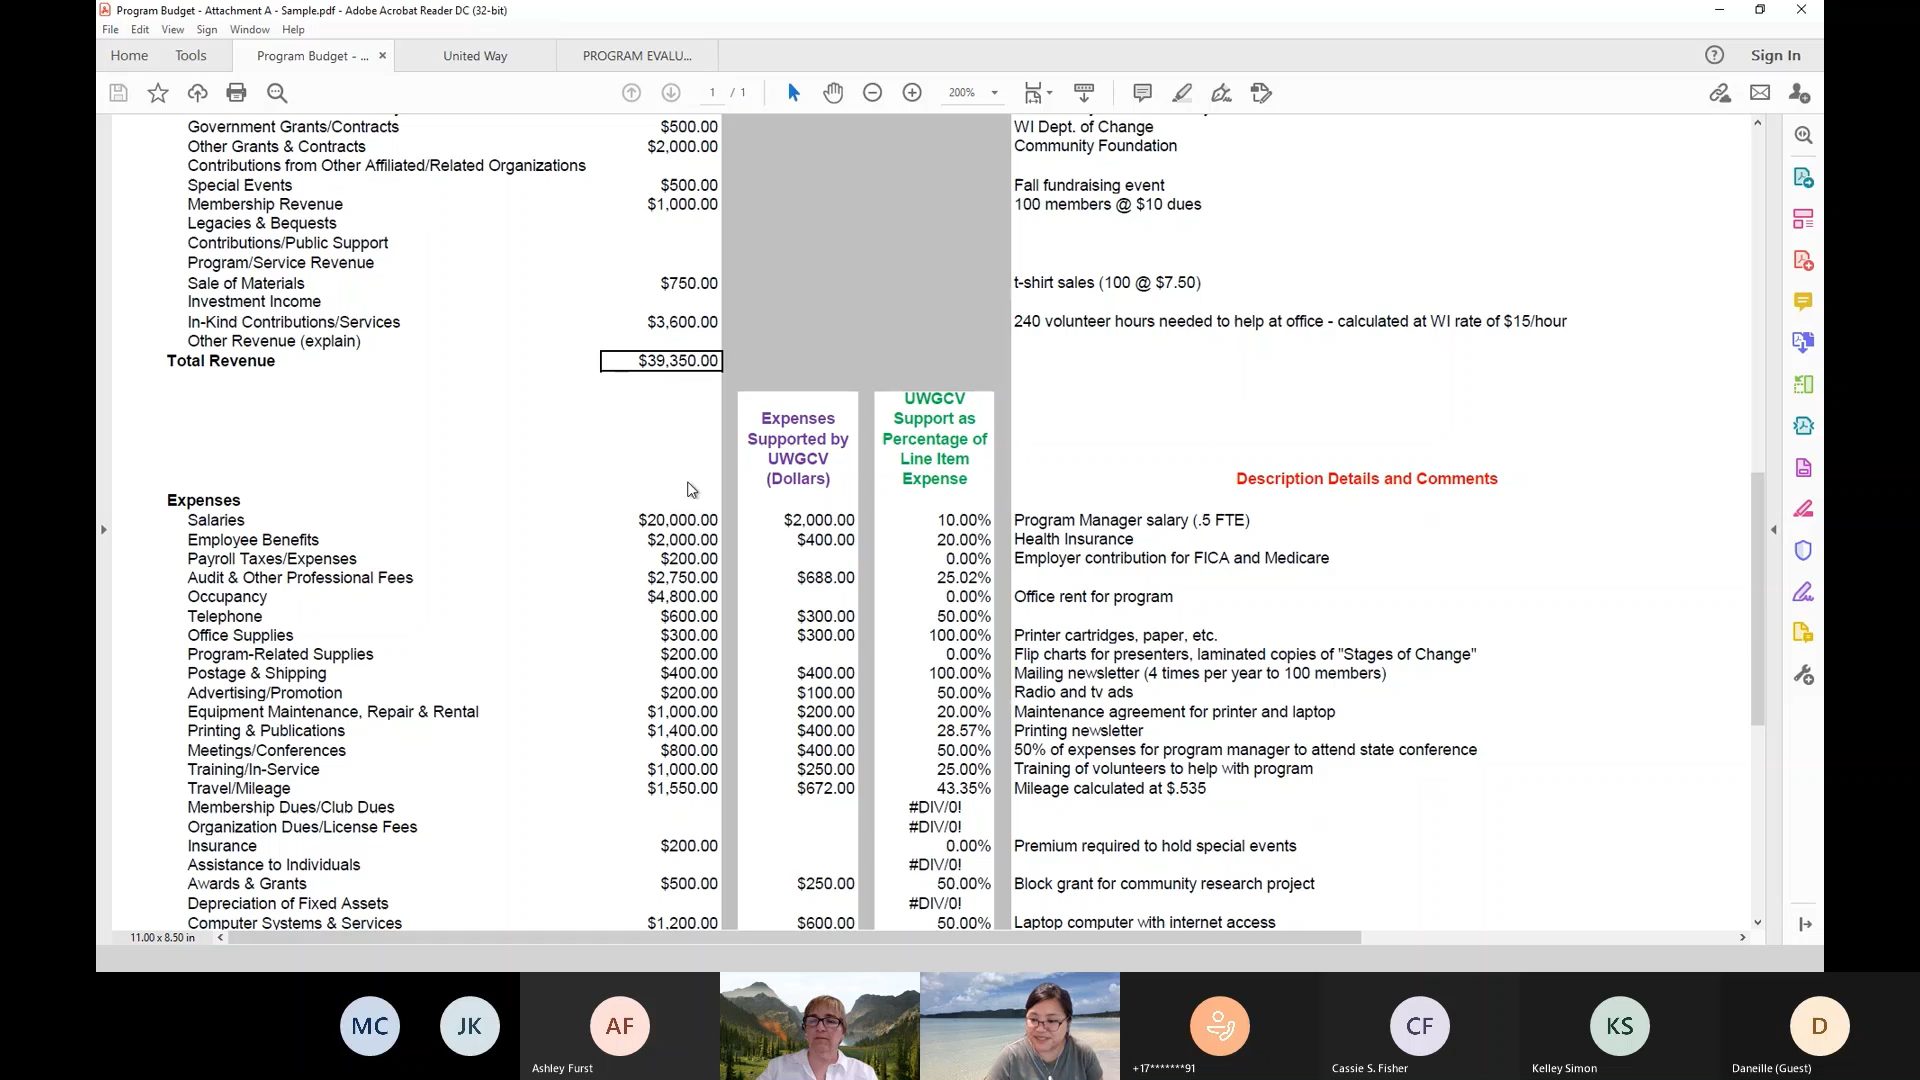 Program Budget - Attachment A - Sample.pdf - Adobe Acrobat Reader DC (32-bit)
File Edit View Sign Window Help
Home Tools Program Budget - ... × United Way PROGRAM EVALU... Sign In
1 / 1 200%
Government Grants/Contracts $500.00 WI Dept. of Change
Other Grants & Contracts $2,000.00 Community Foundation
Contributions from Other Affiliated/Related Organizations
Special Events $500.00 Fall fundraising event
Membership Revenue $1,000.00 100 members @ $10 dues
Legacies & Bequests
Contributions/Public Support
Program/Service Revenue
Sale of Materials $750.00 t-shirt sales (100 @ $7.50)
Investment Income
In-Kind Contributions/Services $3,600.00 240 volunteer hours needed to help at office - calculated at WI rate of $15/hour
Other Revenue (explain)
Total Revenue $39,350.00
Expenses Supported by UWGCV (Dollars)
UWGCV Support as Percentage of Line Item Expense
Description Details and Comments
Expenses
Salaries $20,000.00 $2,000.00 10.00% Program Manager salary (.5 FTE)
Employee Benefits $2,000.00 $400.00 20.00% Health Insurance
Payroll Taxes/Expenses $200.00 0.00% Employer contribution for FICA and Medicare
Audit & Other Professional Fees $2,750.00 $688.00 25.02%
Occupancy $4,800.00 0.00% Office rent for program
Telephone $600.00 $300.00 50.00%
Office Supplies $300.00 $300.00 100.00% Printer cartridges, paper, etc.
Program-Related Supplies $200.00 0.00% Flip charts for presenters, laminated copies of "Stages of Change"
Postage & Shipping $400.00 $400.00 100.00% Mailing newsletter (4 times per year to 100 members)
Advertising/Promotion $200.00 $100.00 50.00% Radio and tv ads
Equipment Maintenance, Repair & Rental $1,000.00 $200.00 20.00% Maintenance agreement for printer and laptop
Printing & Publications $1,400.00 $400.00 28.57% Printing newsletter
Meetings/Conferences $800.00 $400.00 50.00% 50% of expenses for program manager to attend state conference
Training/In-Service $1,000.00 $250.00 25.00% Training of volunteers to help with program
Travel/Mileage $1,550.00 $672.00 43.35% Mileage calculated at $.535
Membership Dues/Club Dues #DIV/0!
Organization Dues/License Fees #DIV/0!
Insurance $200.00 0.00% Premium required to hold special events
Assistance to Individuals #DIV/0!
Awards & Grants $500.00 $250.00 50.00% Block grant for community research project
Depreciation of Fixed Assets #DIV/0!
Computer Systems & Services $1,200.00 $600.00 50.00% Laptop computer with internet access
11.00 x 8.50 in
MC JK AF CF KS D
Ashley Furst +17*******91 Cassie S. Fisher Kelley Simon Daneille (Guest)